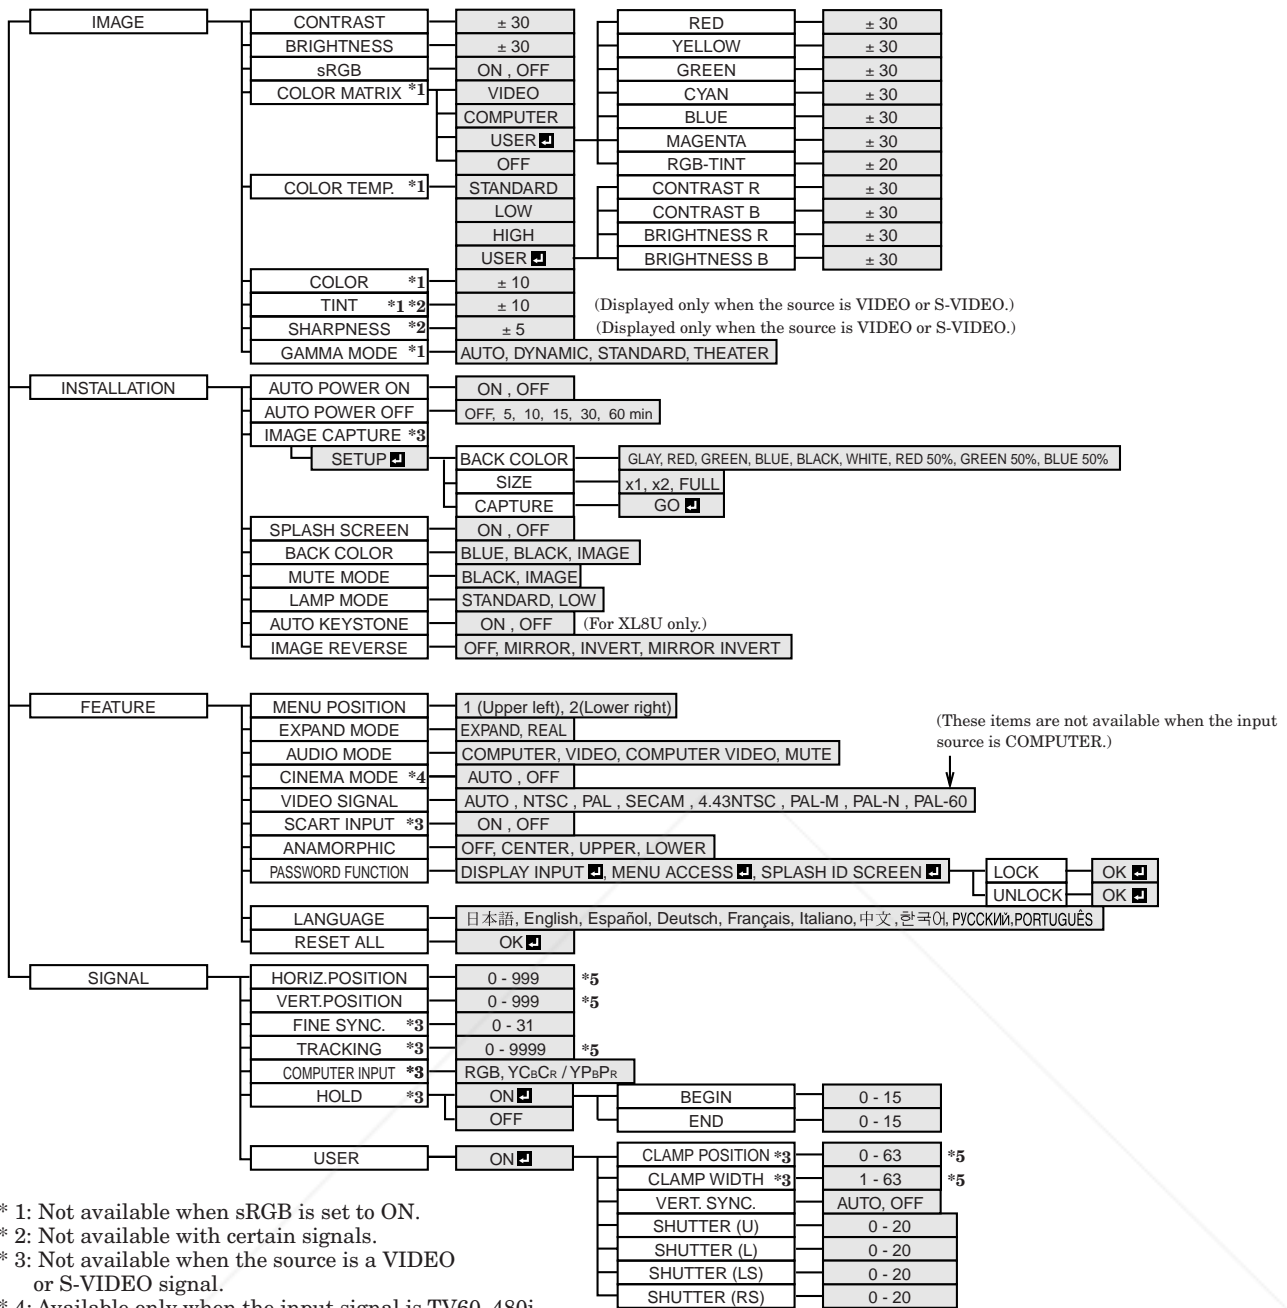 IMAGE CONTRAST ± 30 RED ± 30
BRIGHTNESS ± 30 YELLOW ± 30
sRGB ON , OFF GREEN ± 30
COLOR MATRIX *1 VIDEO CYAN ± 30
COMPUTER BLUE ± 30
USER MAGENTA ± 30
OFF RGB-TINT ± 20
COLOR TEMP. *1 STANDARD CONTRAST R ± 30
LOW CONTRAST B ± 30
HIGH BRIGHTNESS R ± 30
USER BRIGHTNESS B ± 30
COLOR *1 ± 10
TINT *1 *2 ± 10 (Displayed only when the source is VIDEO or S-VIDEO.)
SHARPNESS *2 ± 5 (Displayed only when the source is VIDEO or S-VIDEO.)
GAMMA MODE *1 AUTO, DYNAMIC, STANDARD, THEATER
INSTALLATION AUTO POWER ON ON , OFF
AUTO POWER OFF OFF, 5, 10, 15, 30, 60 min
IMAGE CAPTURE *3
SETUP BACK COLOR GLAY, RED, GREEN, BLUE, BLACK, WHITE, RED 50%, GREEN 50%, BLUE 50%
SIZE x1, x2, FULL
CAPTURE GO
SPLASH SCREEN ON , OFF
BACK COLOR BLUE, BLACK, IMAGE
MUTE MODE BLACK, IMAGE
LAMP MODE STANDARD, LOW
AUTO KEYSTONE ON , OFF (For XL8U only.)
IMAGE REVERSE OFF, MIRROR, INVERT, MIRROR INVERT
FEATURE MENU POSITION 1 (Upper left), 2(Lower right)
(These items are not available when the input
source is COMPUTER.)
EXPAND MODE EXPAND, REAL
AUDIO MODE COMPUTER, VIDEO, COMPUTER VIDEO, MUTE
CINEMA MODE *4 AUTO , OFF
VIDEO SIGNAL AUTO , NTSC , PAL , SECAM , 4.43NTSC , PAL-M , PAL-N , PAL-60
SCART INPUT *3 ON , OFF
ANAMORPHIC OFF, CENTER, UPPER, LOWER
PASSWORD FUNCTION DISPLAY INPUT , MENU ACCESS , SPLASH ID SCREEN LOCK OK
UNLOCK OK
LANGUAGE 日本語, English, Español, Deutsch, Français, Italiano, 中文, 한국어, РУССКИЙ, PORTUGUÊS
RESET ALL OK
SIGNAL HORIZ.POSITION 0 - 999 *5
VERT.POSITION 0 - 999 *5
FINE SYNC. *3 0 - 31
TRACKING *3 0 - 9999 *5
COMPUTER INPUT *3 RGB, YCBCR / YPBPR
HOLD *3 ON BEGIN 0 - 15
OFF END 0 - 15
USER ON CLAMP POSITION *3 0 - 63 *5
CLAMP WIDTH *3 1 - 63 *5
VERT. SYNC. AUTO, OFF
SHUTTER (U) 0 - 20
SHUTTER (L) 0 - 20
SHUTTER (LS) 0 - 20
SHUTTER (RS) 0 - 20
* 1: Not available when sRGB is set to ON.
* 2: Not available with certain signals.
* 3: Not available when the source is a VIDEO
or S-VIDEO signal.
* 4: Available only when the input signal is TV60, 480i